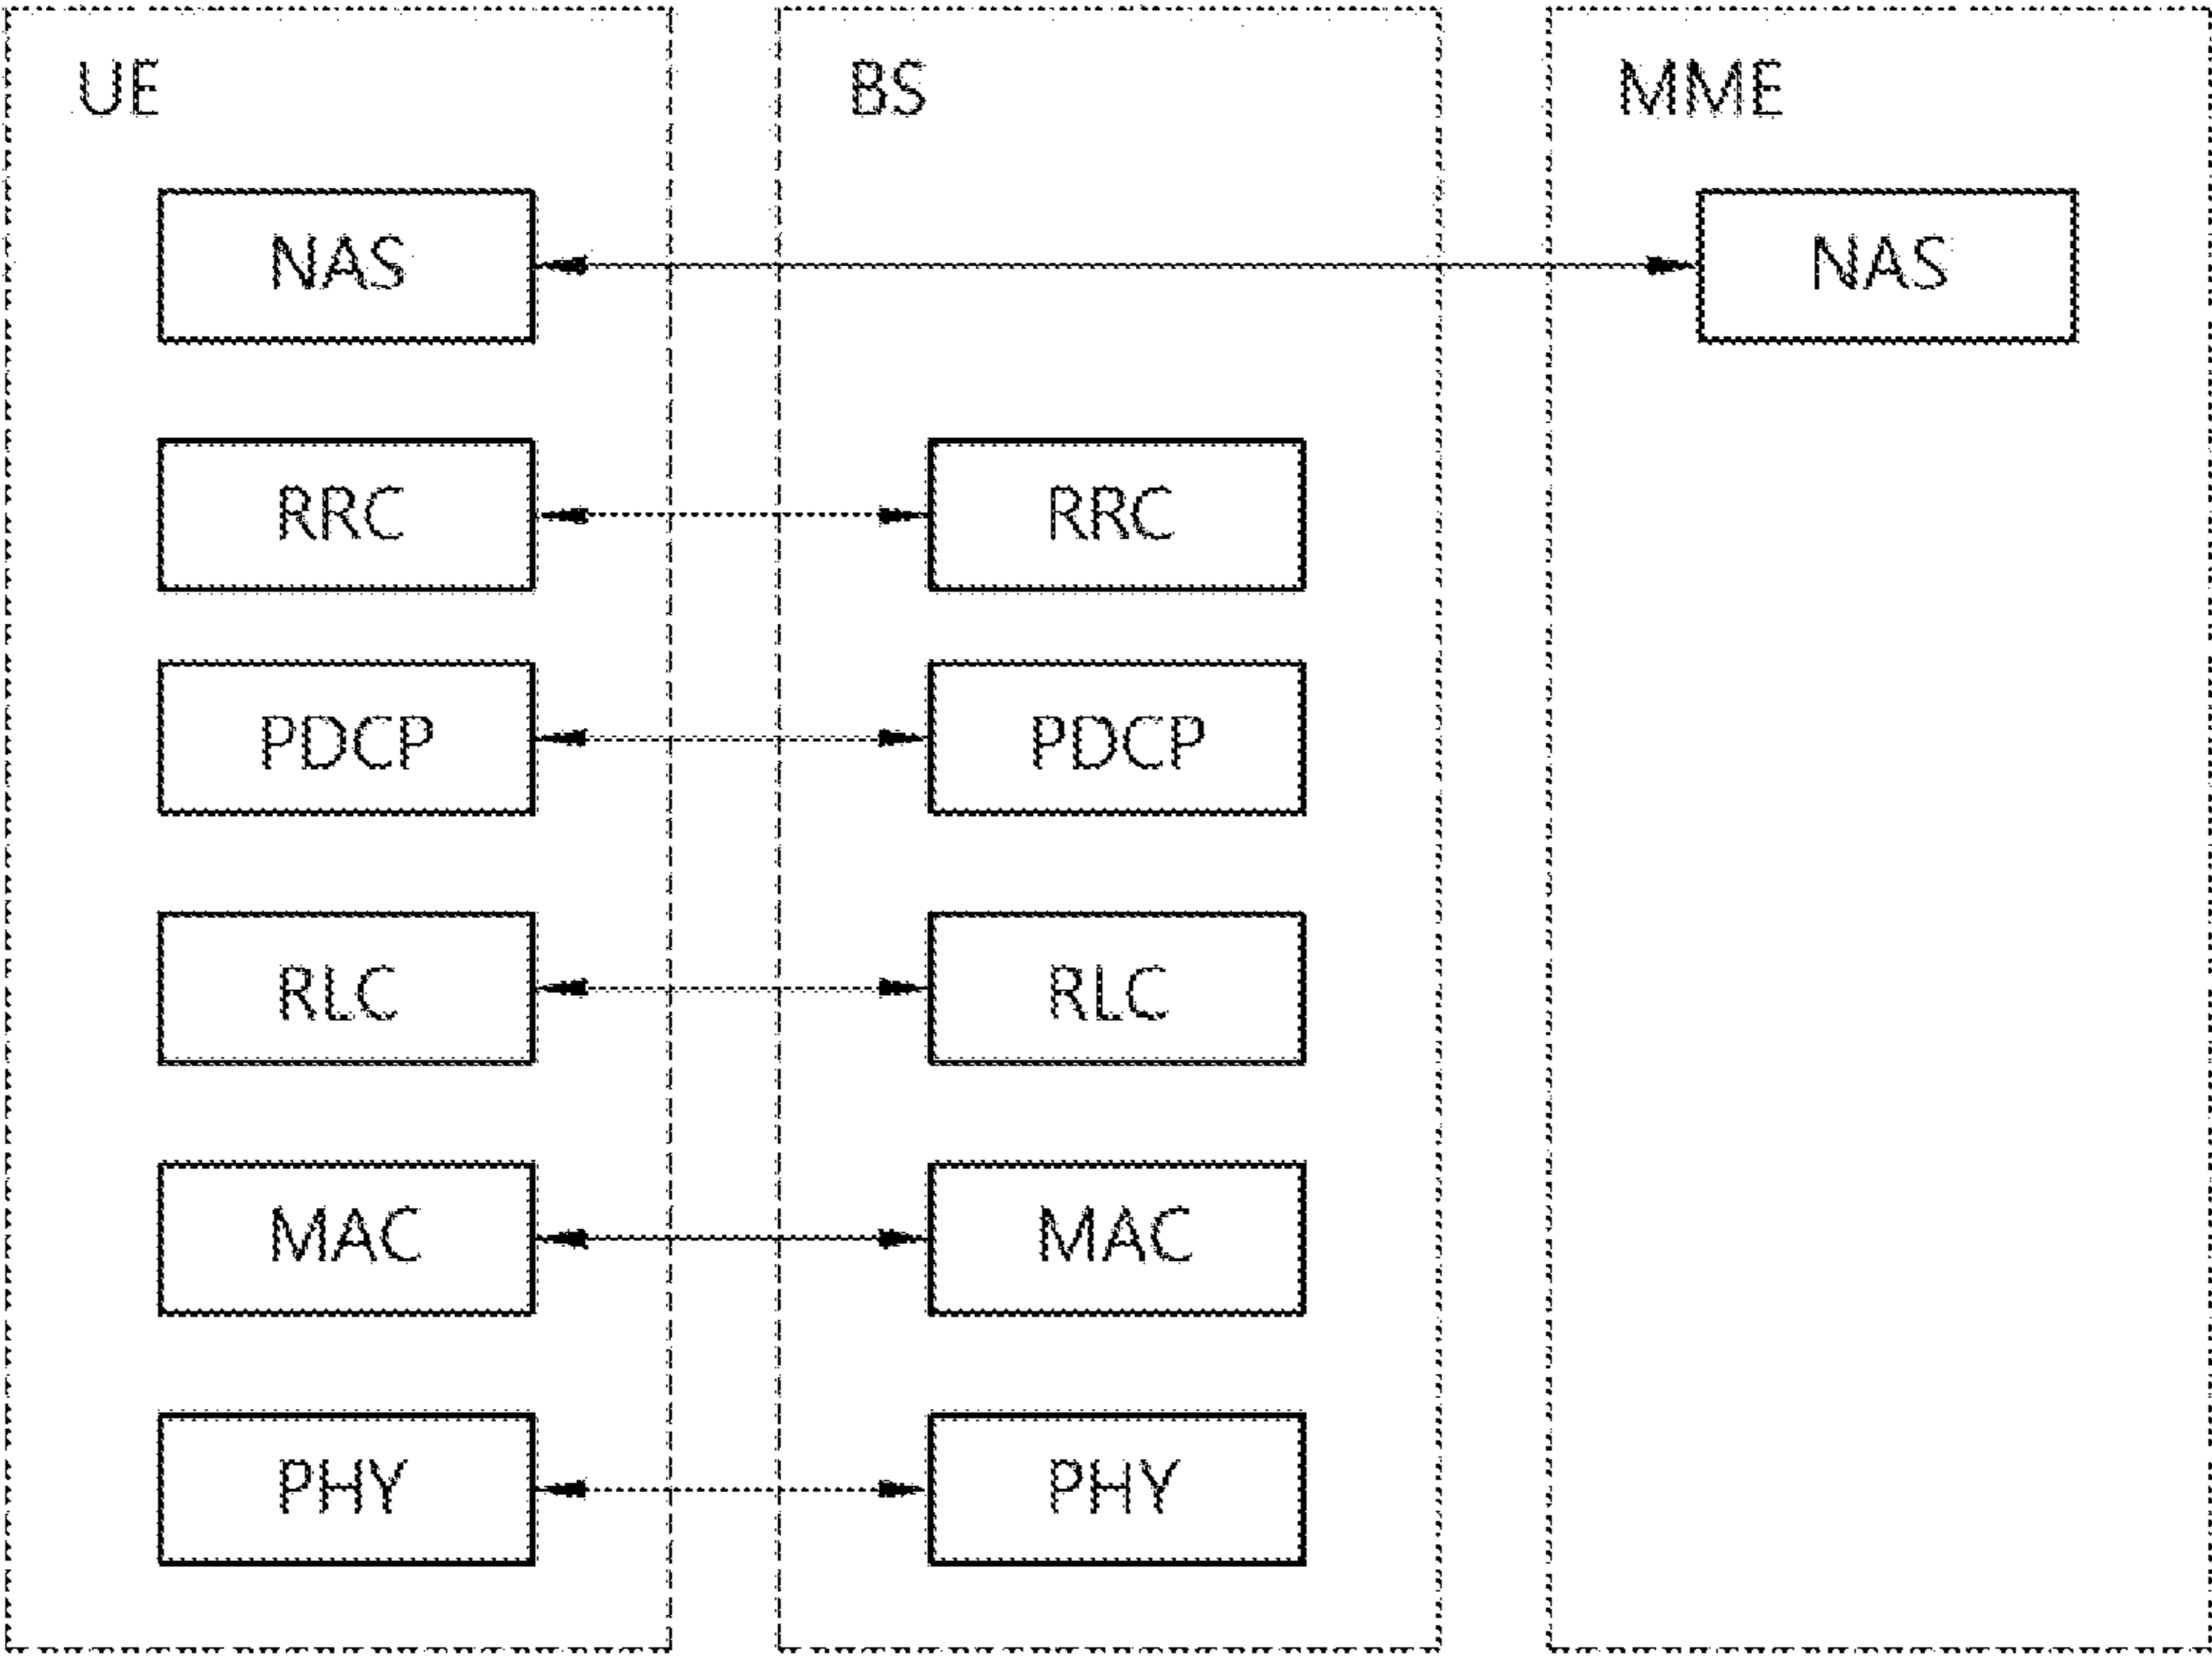 UE BS MME
NAS NAS
RRC RRC
PDCP PDCP
RLC RLC
MAC MAC
PHY PHY